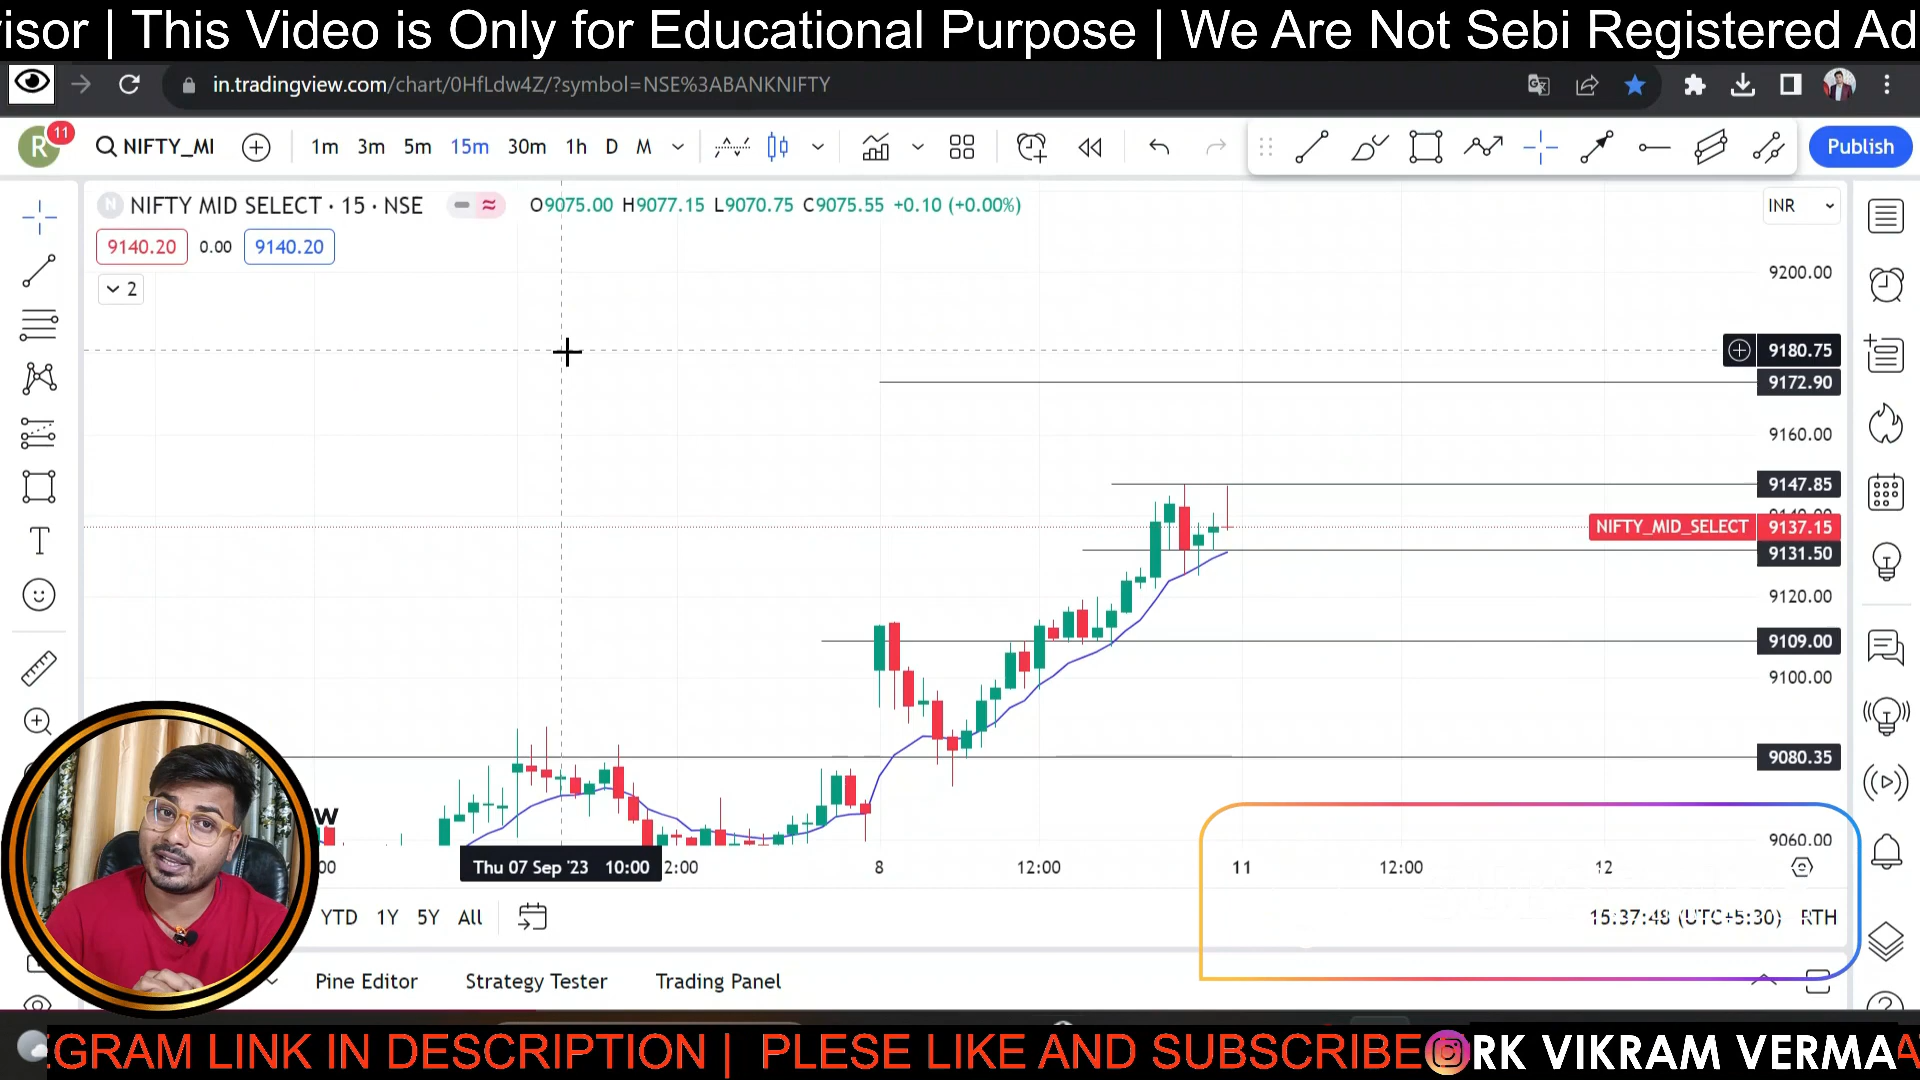 visor | This Video is Only for Educational Purpose | We Are Not Sebi Registered Ad
in.tradingview.com/chart/0HfLdw4Z/?symbol=NSE%3ABANKNIFTY
R 11 NIFTY_MI 1m 3m 5m 15m 30m 1h D M Publish
N NIFTY MID SELECT · 15 · NSE O9075.00 H9077.15 L9070.75 C9075.55 +0.10 (+0.00%) INR
9140.20 0.00 9140.20
2
9200.00
9180.75
9172.90
9160.00
9147.85
NIFTY_MID_SELECT 9137.15
9131.50
9120.00
9109.00
9100.00
9080.35
9060.00
Thu 07 Sep '23 10:00 2:00 8 12:00 11 12:00 12
YTD 1Y 5Y All 15:37:48 (UTC+5:30) RTH
Pine Editor Strategy Tester Trading Panel
EGRAM LINK IN DESCRIPTION | PLESE LIKE AND SUBSCRIBE RK VIKRAM VERMA